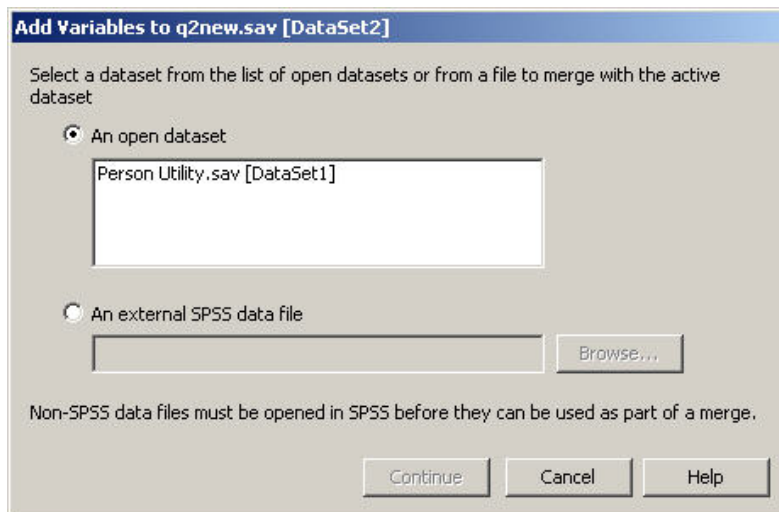 Add Variables to q2new.sav [DataSet2]
Select a dataset from the list of open datasets or from a file to merge with the active
dataset
An open dataset
Person Utility.sav [DataSet1]
An external SPSS data file
Browse...
Non-SPSS data files must be opened in SPSS before they can be used as part of a merge.
Continue Cancel Help